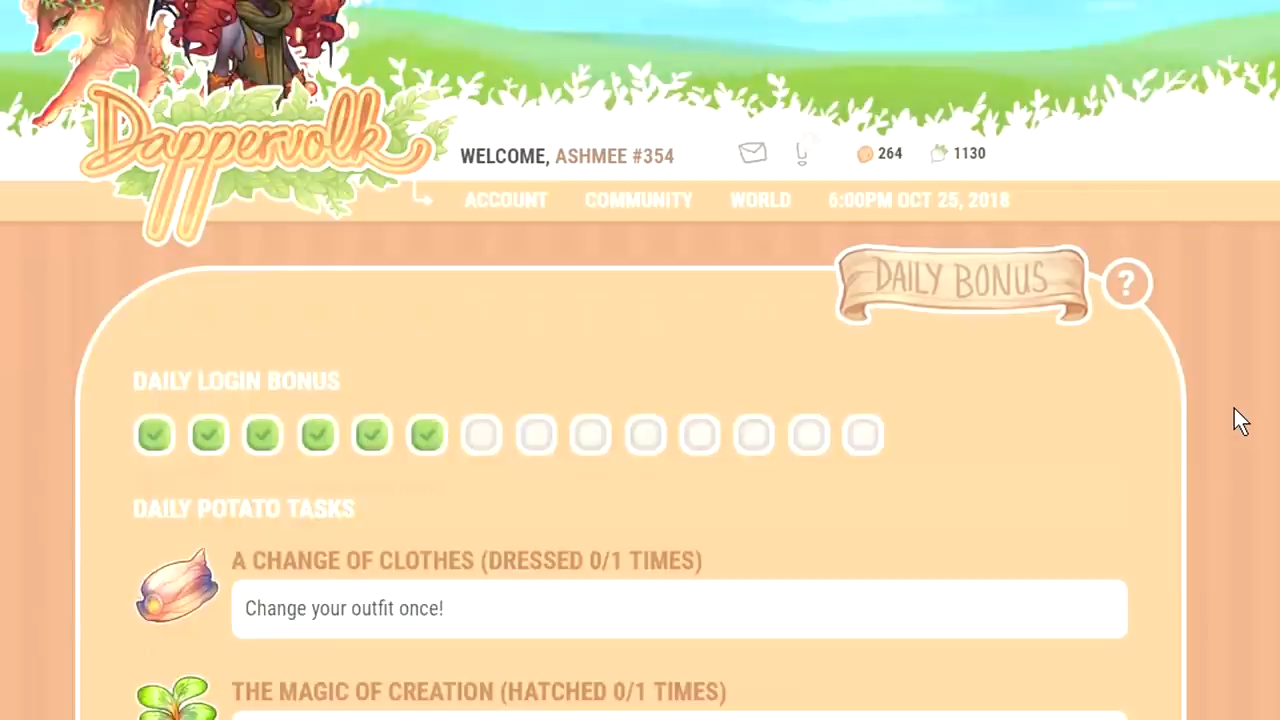 Dappervolk
WELCOME, ASHMEE #354
264
1130
ACCOUNT COMMUNITY WORLD 6:00PM OCT 25, 2018
DAILY BONUS
?
DAILY LOGIN BONUS
DAILY POTATO TASKS
A CHANGE OF CLOTHES (DRESSED 0/1 TIMES)
Change your outfit once!
THE MAGIC OF CREATION (HATCHED 0/1 TIMES)